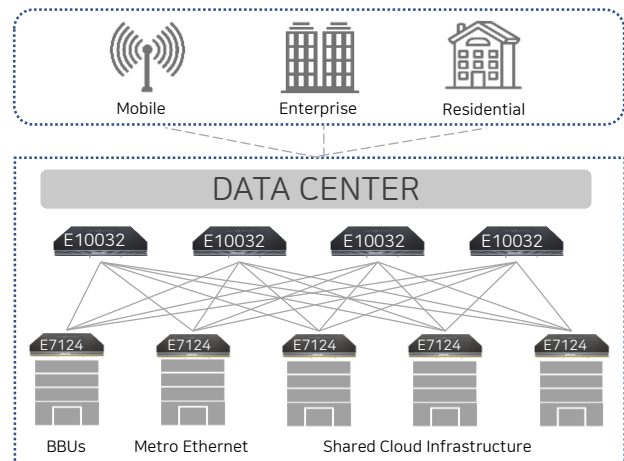 Mobile Enterprise Residential
DATA CENTER
E10032 E10032 E10032 E10032
E7124 E7124 E7124 E7124 E7124
BBUs Metro Ethernet Shared Cloud Infrastructure